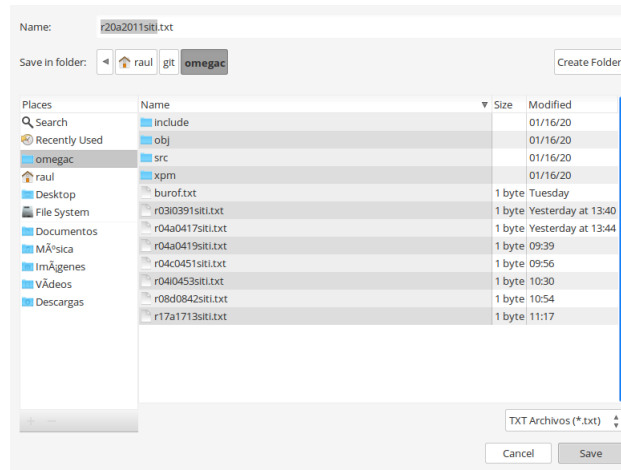 Name: r20a2011siti.txt
Save in folder: raul git omegac Create Folder
Places Name Size Modified
Search include 01/16/20
Recently Used obj 01/16/20
omegac src 01/16/20
raul xpm 01/16/20
Desktop burof.txt 1 byte Tuesday
File System r03i0391siti.txt 1 byte Yesterday at 13:40
Documentos r04a0417siti.txt 1 byte Yesterday at 13:44
MÃºsica r04a0419siti.txt 1 byte 09:39
ImÃ¡genes r04c0451siti.txt 1 byte 09:56
VÃdeos r04i0453siti.txt 1 byte 10:30
Descargas r08d0842siti.txt 1 byte 10:54
r17a1713siti.txt 1 byte 11:17
TXT Archivos (*.txt)
Cancel Save